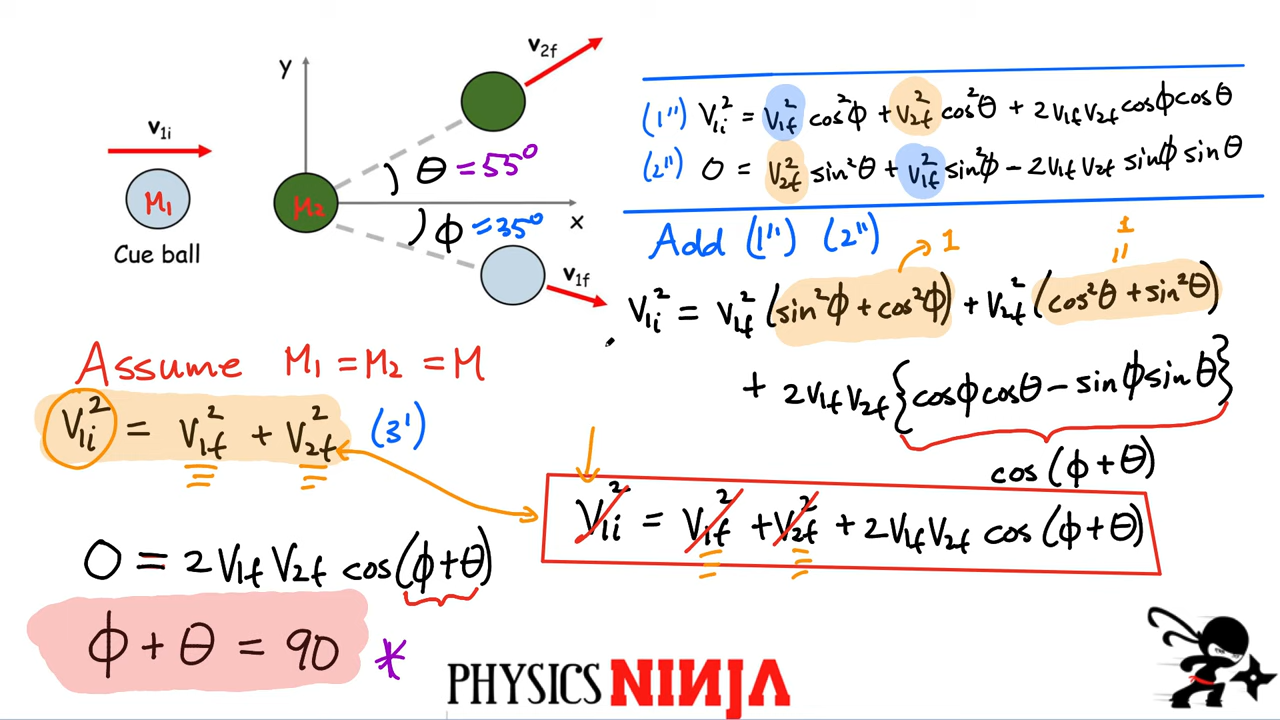 v₂f
y
v₁ᵢ
M₁
Cue ball
M₂
θ = 55°
x
ϕ = 35°
v₁f
(1'') V₁ᵢ² = V₁f² cos²ϕ + V₂f² cos²θ + 2V₁f V₂f cosϕ cosθ
(2'') 0 = V₂f² sin²θ + V₁f² sin²ϕ − 2V₁f V₂f sinϕ sinθ
Add (1'') (2'')
1
1
"
V₁ᵢ² = V₁f² (sin²ϕ + cos²ϕ) + V₂f² (cos²θ + sin²θ)
+ 2V₁f V₂f {cosϕ cosθ − sinϕ sinθ}
cos(ϕ+θ)
V₁ᵢ² = V₁f² + V₂f² + 2V₁f V₂f cos(ϕ+θ)
Assume M₁ = M₂ = M
V₁ᵢ² = V₁f² + V₂f² (3')
0 = 2V₁f V₂f cos(ϕ+θ)
ϕ + θ = 90 *
PHYSICS NINJA